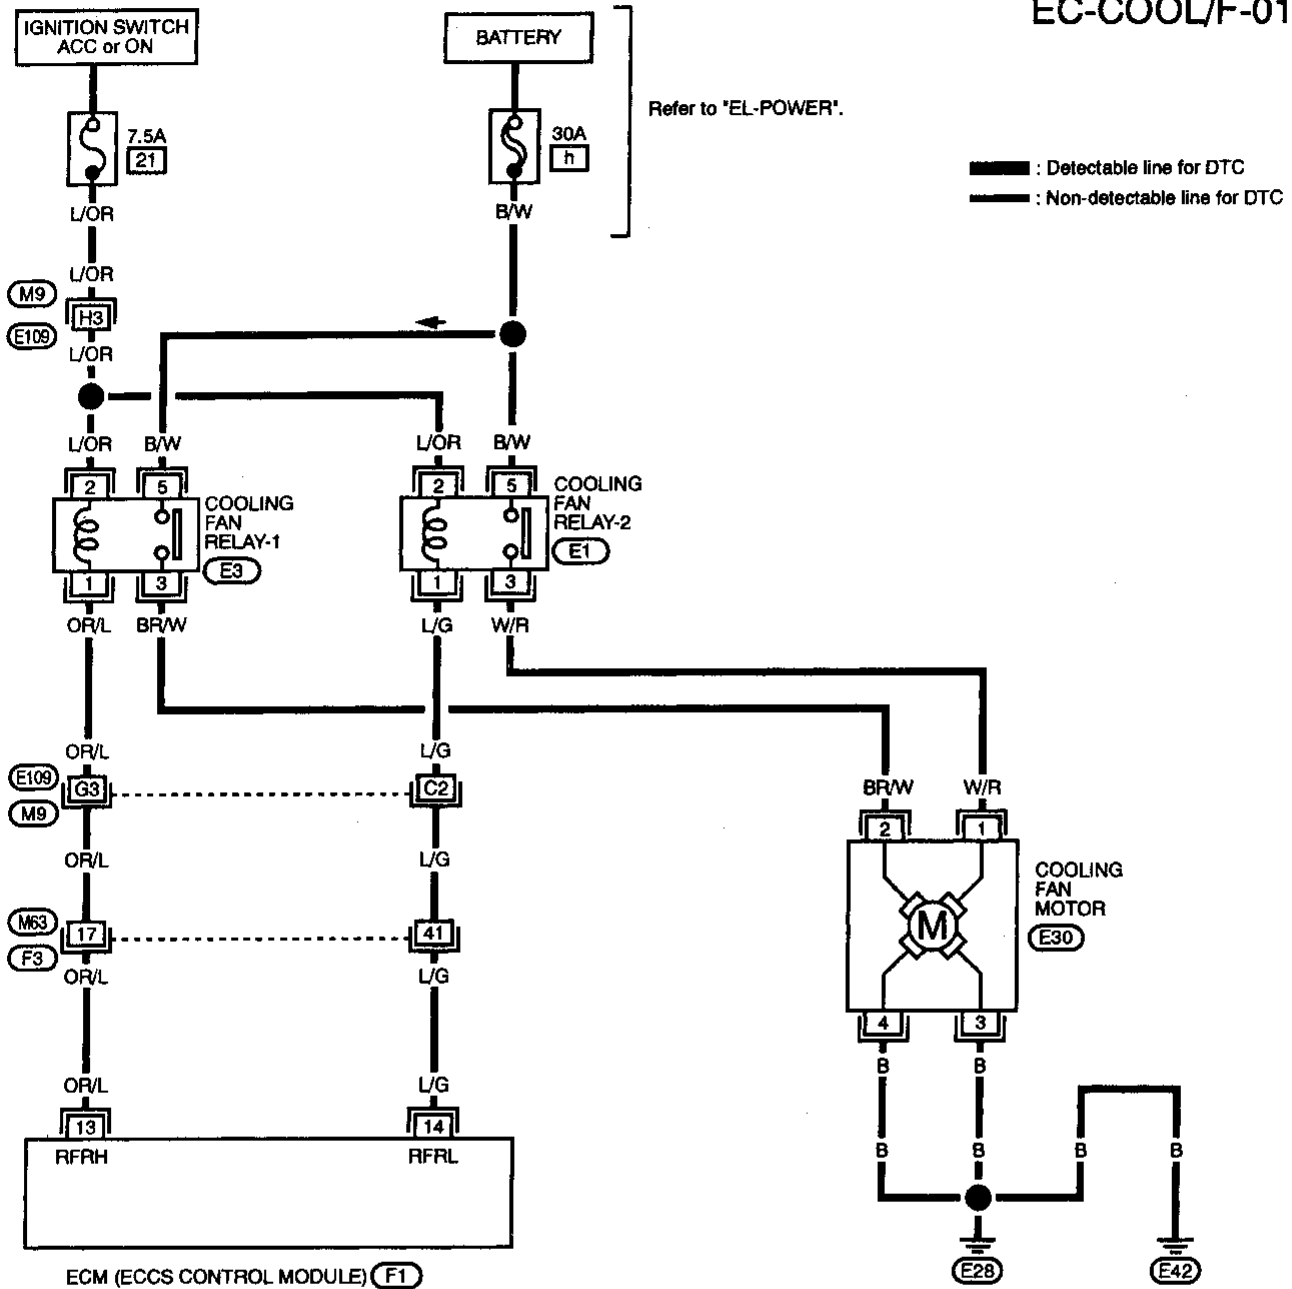 EC-COOL/F-01
IGNITION SWITCH
ACC or ON
BATTERY
Refer to "EL-POWER".
7.5A
21
30A
h
: Detectable line for DTC
: Non-detectable line for DTC
L/OR
B/W
L/OR
M9
H3
E109
L/OR
L/OR
B/W
L/OR
B/W
2
5
COOLING
FAN
RELAY-1
E3
2
5
COOLING
FAN
RELAY-2
E1
1
3
1
3
OR/L
BR/W
L/G
W/R
OR/L
L/G
E109
G3
C2
M9
BR/W
W/R
2
1
OR/L
L/G
COOLING
FAN
MOTOR
E30
M
M63
17
41
F3
OR/L
L/G
4
3
B
B
OR/L
L/G
13
14
RFRH
RFRL
B
B
B
B
E28
E42
ECM (ECCS CONTROL MODULE)
F1